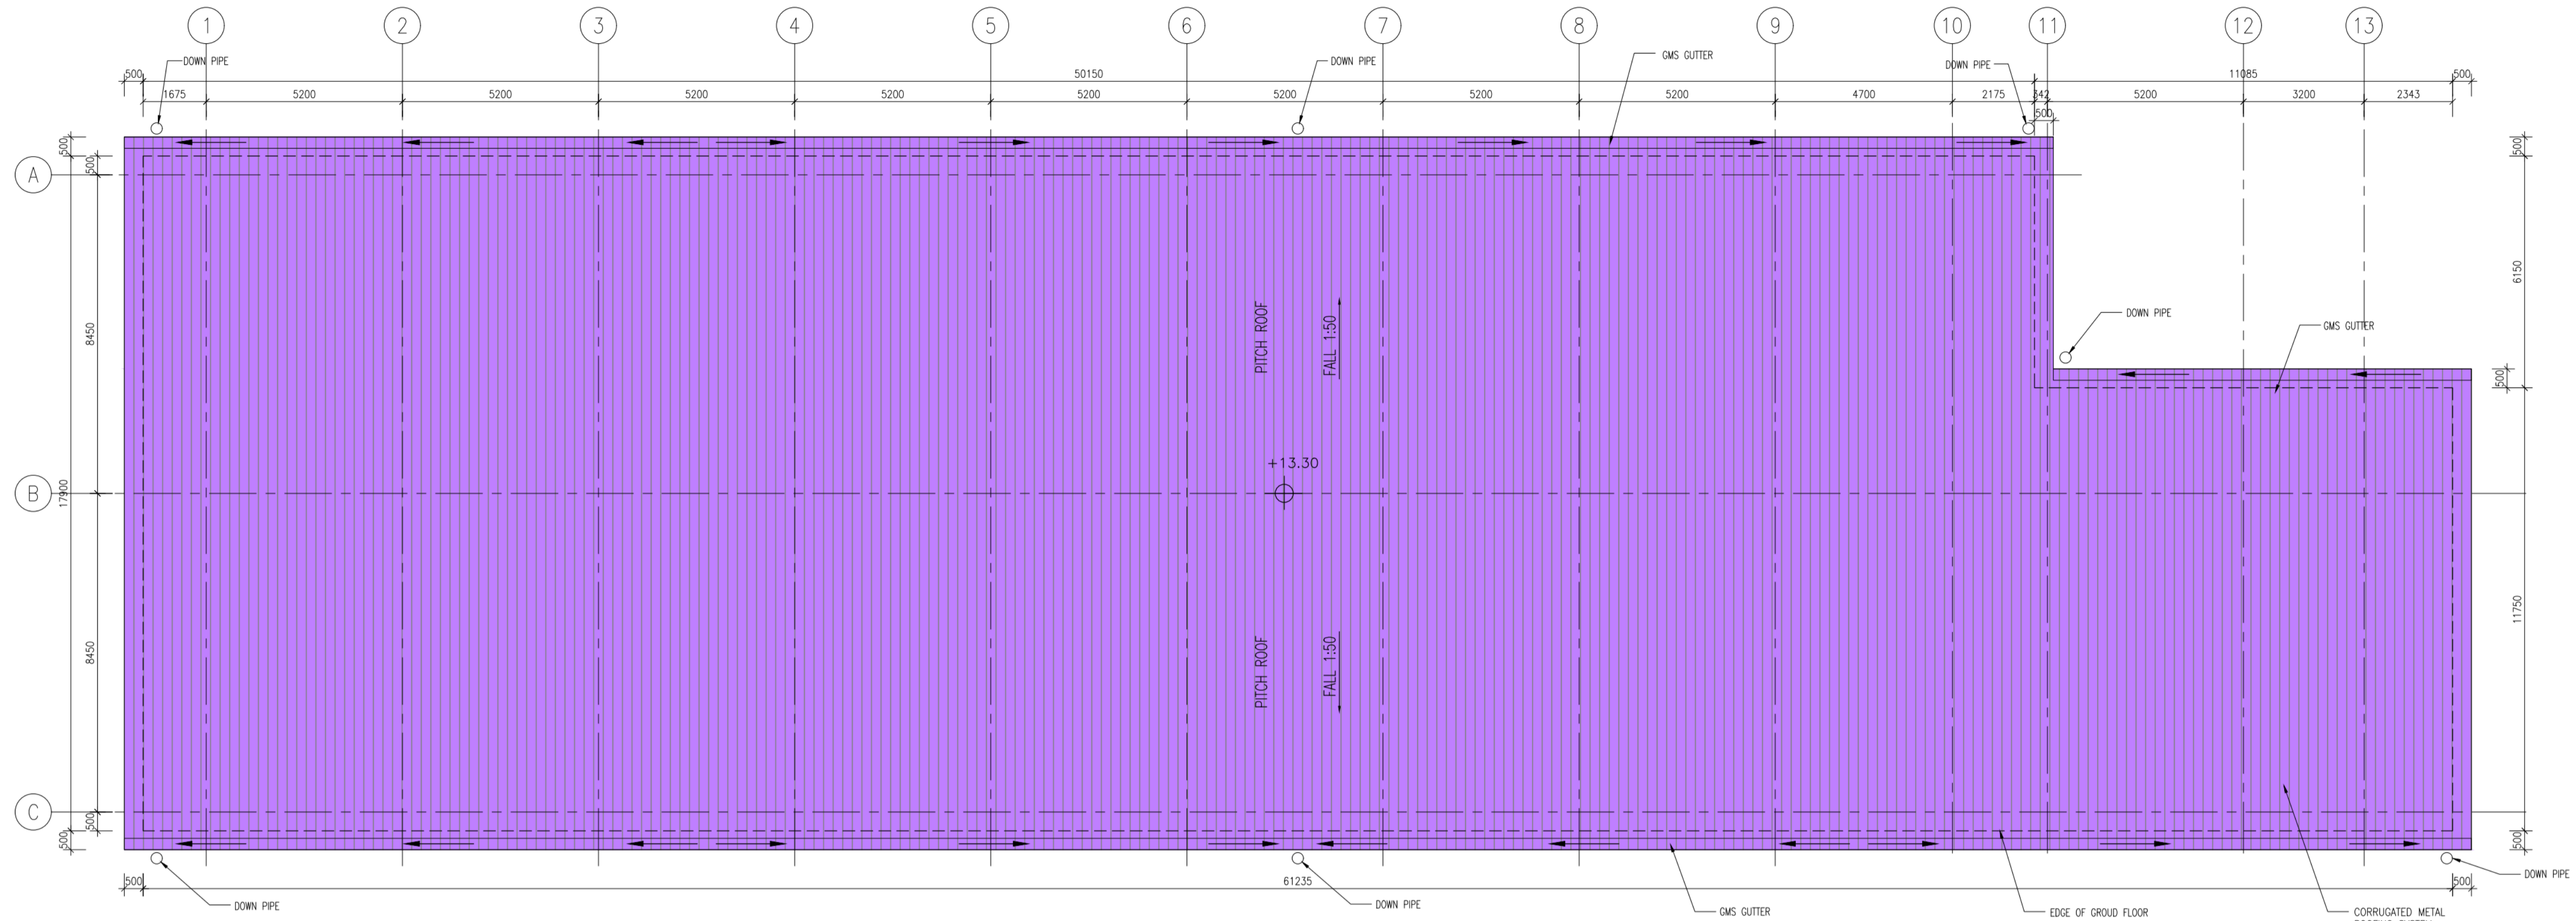 1 2 3 4 5 6 7 8 9 10 11 12 13
DOWN PIPE
DOWN PIPE
GMS GUTTER
DOWN PIPE
500 50150 11085 500
1675 5200 5200 5200 5200 5200 5200 5200 5200 4700 2175 342 5200 3200 2343
500
500
500
500
A
8450
PITCH ROOF
FALL 1:50
6150
DOWN PIPE
GMS GUTTER
500
+13.30
B
17900
8450
PITCH ROOF
FALL 1:50
11750
C
500
500
500
500 61235 500
DOWN PIPE
DOWN PIPE
GMS GUTTER
EDGE OF GROUD FLOOR
DOWN PIPE
CORRUGATED METAL